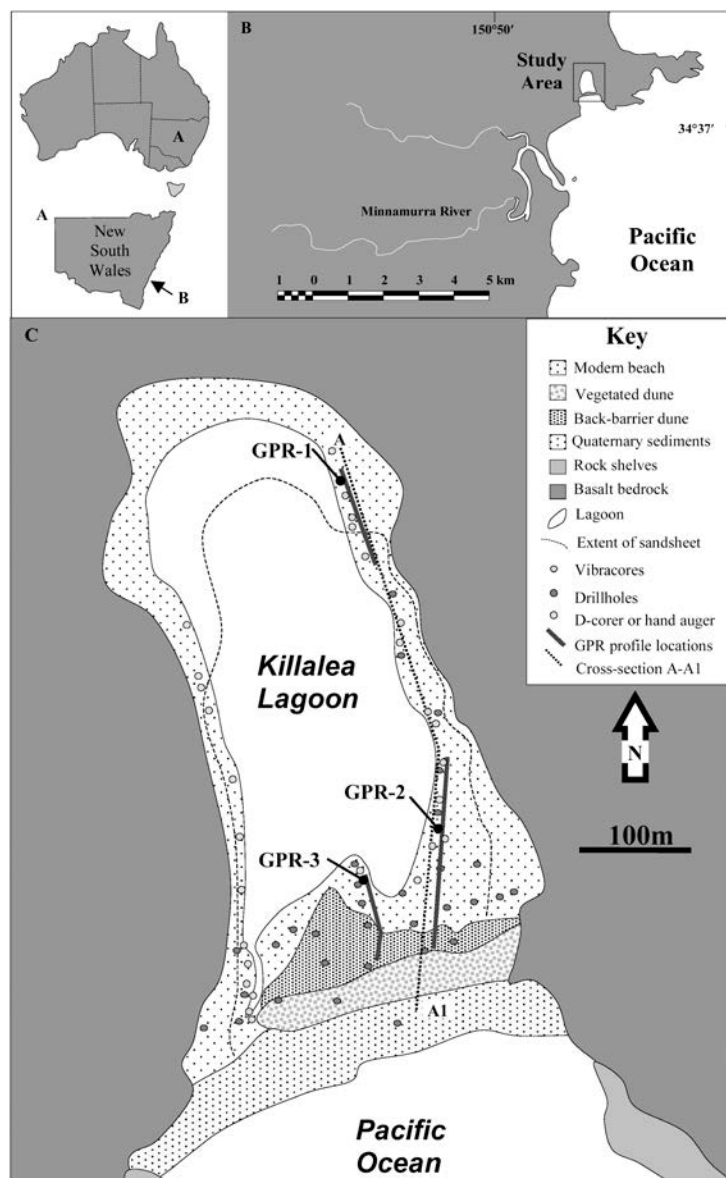 A
A
New
South
Wales
B
B
150°50'
Study
Area
34°37'
Minnamurra River
Pacific
Ocean
1 0 1 2 3 4 5 km
C
Key
Modern beach
Vegetated dune
Back-barrier dune
Quaternary sediments
Rock shelves
Basalt bedrock
Lagoon
Extent of sandsheet
Vibracores
Drillholes
D-corer or hand auger
GPR profile locations
Cross-section A-A1
N
100m
A
GPR-1
Killalea
Lagoon
GPR-2
GPR-3
A1
Pacific
Ocean